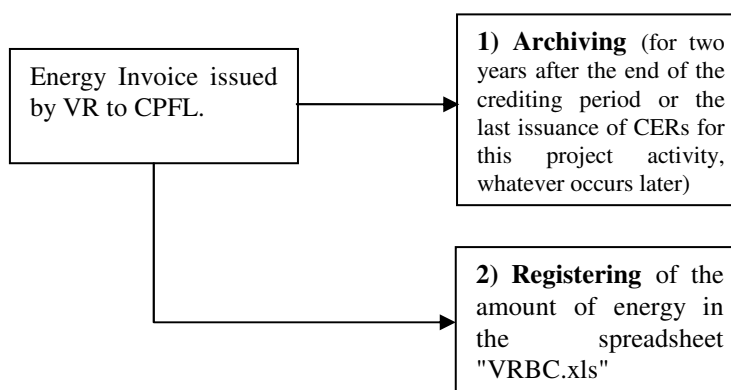 Energy Invoice issued
by VR to CPFL.
1) Archiving (for two
years after the end of the
crediting period or the
last issuance of CERs for
this project activity,
whatever occurs later)
2) Registering of the
amount of energy in
the spreadsheet
"VRBC.xls"